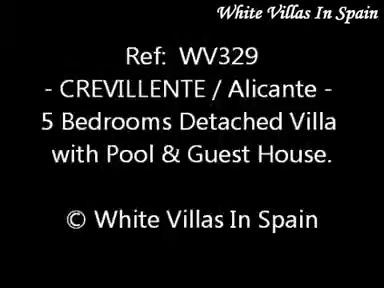 White Villas In Spain
Ref: WV329
- CREVILLENTE / Alicante -
5 Bedrooms Detached Villa
with Pool & Guest House.
© White Villas In Spain